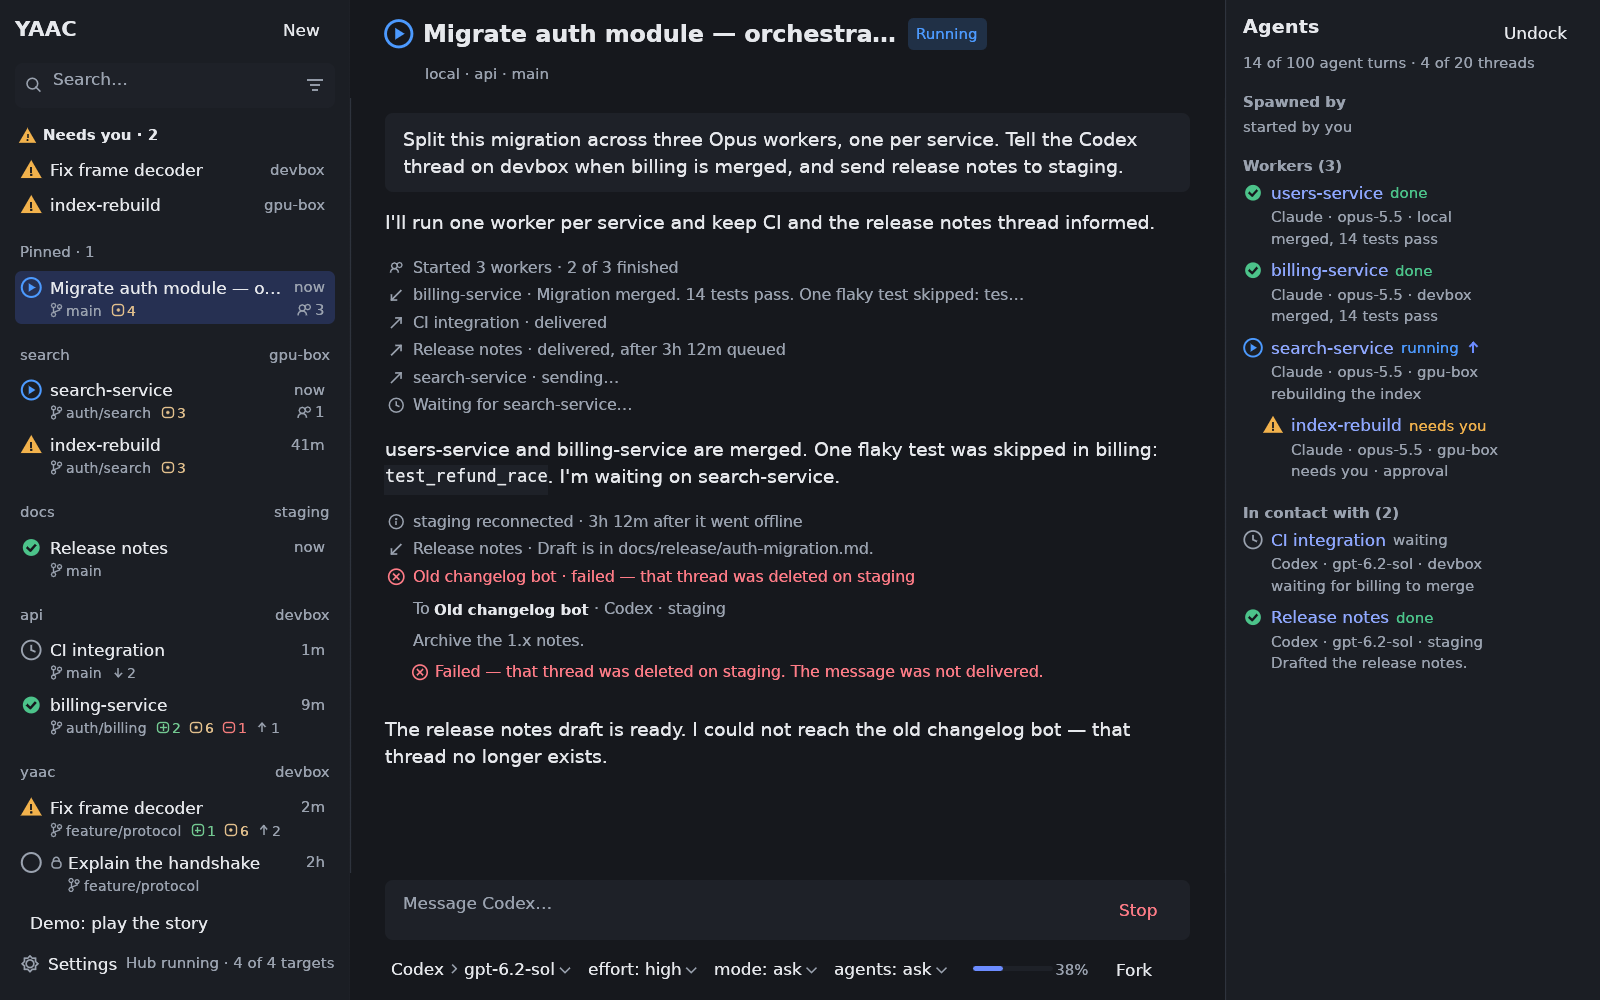 YAAC
New
Search...
Needs you · 2
Fix frame decoder devbox
index-rebuild gpu-box
Pinned · 1
Migrate auth module — o... now
main 4 3
search gpu-box
search-service now
auth/search 3 1
index-rebuild 41m
auth/search 3
docs staging
Release notes now
main
api devbox
CI integration 1m
main 2
billing-service 9m
auth/billing 2 6 1 1
yaac devbox
Fix frame decoder 2m
feature/protocol 1 6 2
Explain the handshake 2h
feature/protocol
Demo: play the story
Settings Hub running · 4 of 4 targets
Migrate auth module — orchestra... Running
local · api · main
Split this migration across three Opus workers, one per service. Tell the Codex
thread on devbox when billing is merged, and send release notes to staging.
I'll run one worker per service and keep CI and the release notes thread informed.
Started 3 workers · 2 of 3 finished
billing-service · Migration merged. 14 tests pass. One flaky test skipped: tes...
CI integration · delivered
Release notes · delivered, after 3h 12m queued
search-service · sending...
Waiting for search-service...
users-service and billing-service are merged. One flaky test was skipped in billing:
test_refund_race. I'm waiting on search-service.
staging reconnected · 3h 12m after it went offline
Release notes · Draft is in docs/release/auth-migration.md.
Old changelog bot · failed — that thread was deleted on staging
To Old changelog bot · Codex · staging
Archive the 1.x notes.
Failed — that thread was deleted on staging. The message was not delivered.
The release notes draft is ready. I could not reach the old changelog bot — that
thread no longer exists.
Message Codex...
Stop
Codex > gpt-6.2-sol effort: high mode: ask agents: ask 38% Fork
Agents
Undock
14 of 100 agent turns · 4 of 20 threads
Spawned by
started by you
Workers (3)
users-service done
Claude · opus-5.5 · local
merged, 14 tests pass
billing-service done
Claude · opus-5.5 · devbox
merged, 14 tests pass
search-service running ↑
Claude · opus-5.5 · gpu-box
rebuilding the index
index-rebuild needs you
Claude · opus-5.5 · gpu-box
needs you · approval
In contact with (2)
CI integration waiting
Codex · gpt-6.2-sol · devbox
waiting for billing to merge
Release notes done
Codex · gpt-6.2-sol · staging
Drafted the release notes.